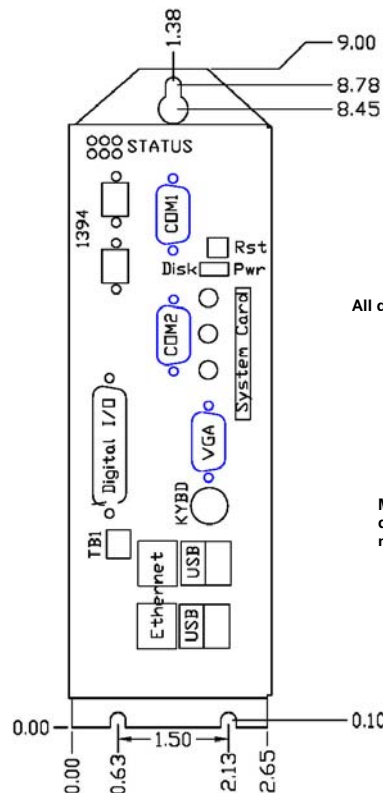 1.38
9.00
8.78
8.45
STATUS
1394
COM1
Rst
Disk Pwr
COM2
System Card
All d
Digital I/O
VGA
KYBD
M
d
m
TB1
Ethernet
USB
USB
0.00
0.10
1.50
0.00
0.63
2.13
2.65